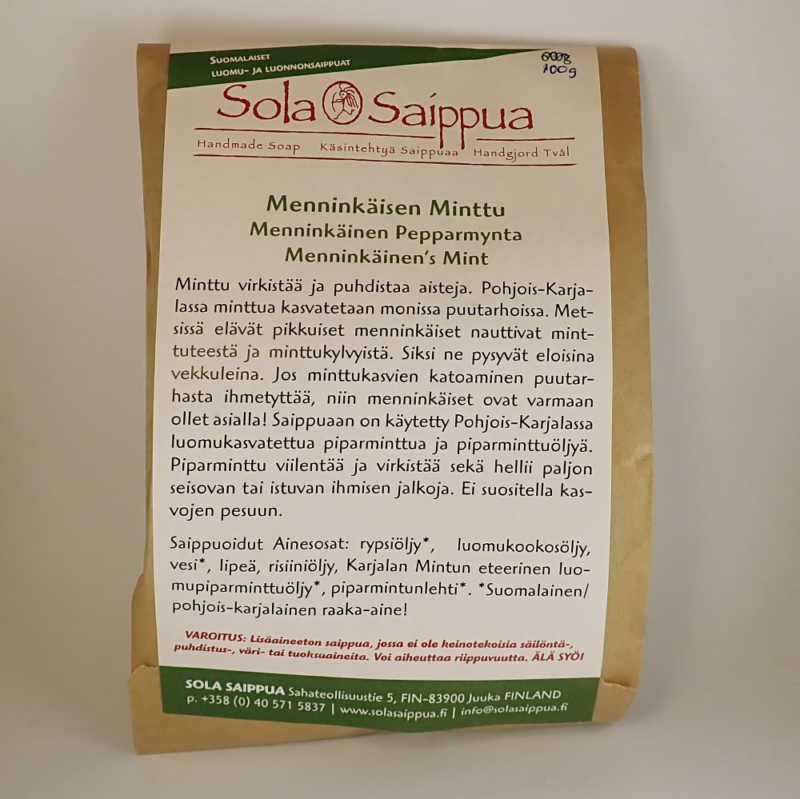 Suomalaiset
luomu- ja luonnonsaippuat
100g
Sola Saippua
Handmade Soap Käsintehtyä Saippuaa Handgjord Tvål
Menninkäisen Minttu
Menninkäinen Pepparmynta
Menninkäinen's Mint
Minttu virkistää ja puhdistaa aisteja. Pohjois-Karja-
lassa minttua kasvatetaan monissa puutarhoissa. Met-
sissä elävät pikkuiset menninkäiset nauttivat mint-
tuteestä ja minttukylvyistä. Siksi ne pysyvät eloisina
vekkuleina. Jos minttukasvien katoaminen puutar-
hasta ihmetyttää, niin menninkäiset ovat varmaan
ollet asialla! Saippuaan on käytetty Pohjois-Karjalassa
luomukasvatettua piparminttua ja piparminttuöljyä.
Piparminttu viilentää ja virkistää sekä hellii paljon
seisovan tai istuvan ihmisen jalkoja. Ei suositella kas-
vojen pesuun.
Saippuoidut Ainesosat: rypsiöljy*, luomukookosöljy,
vesi*, lipeä, risiiniöljy, Karjalan Mintun eteerinen luo-
mupiparminttuöljy*, piparmintunlehti*. *Suomalainen/
pohjois-karjalainen raaka-aine!
VAROITUS: Lisäaineeton saippua, jossa ei ole keinotekoisia säilöntä-,
puhdistus-, väri- tai tuoksuaineita. Voi aiheuttaa riippuvuutta. ÄLÄ SYÖ!
SOLA SAIPPUA Sahateollisuustie 5, FIN-83900 Juuka FINLAND
p. +358 (0) 40 571 5837 | www.solasaippua.fi | info@solasaippua.fi